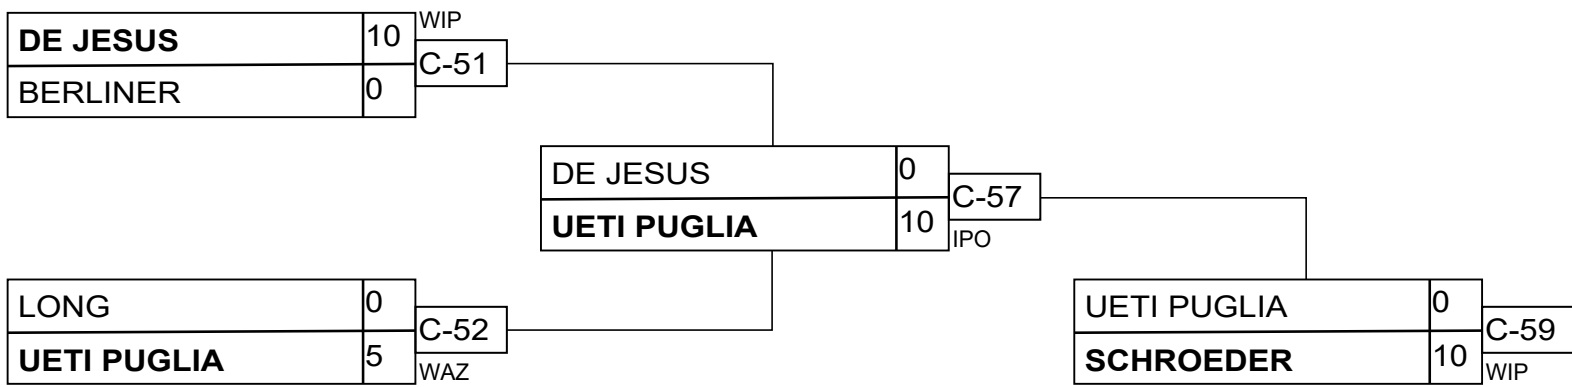 DE JESUS 10 WIP
C-51
BERLINER 0
DE JESUS 0
C-57
UETI PUGLIA 10 IPO
LONG 0
C-52
UETI PUGLIA 5 WAZ
UETI PUGLIA 0
C-59
SCHROEDER 10 WIP